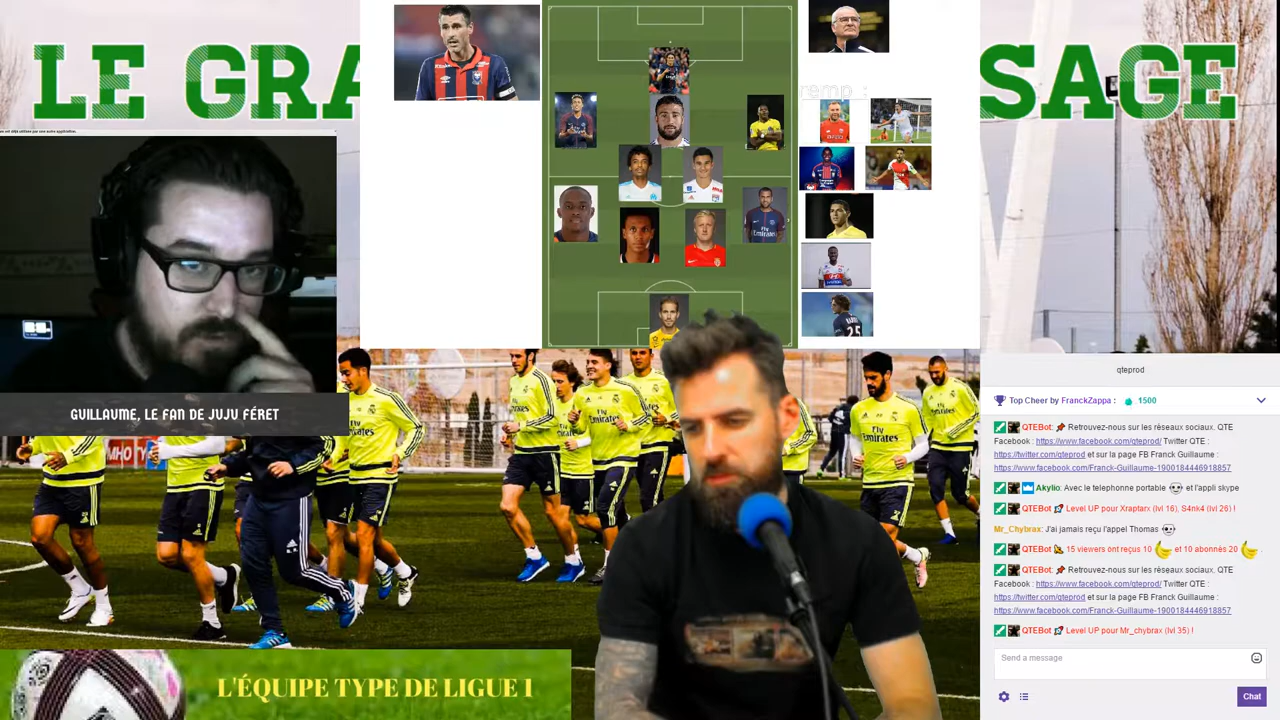 LE GRA
SAGE
remp :
GUILLAUME, LE FAN DE JUJU FÉRET
L'ÉQUIPE TYPE DE LIGUE 1
qteprod
Top Cheer by FranckZappa : 1500
QTEBot: Retrouvez-nous sur les réseaux sociaux. QTE
Facebook : https://www.facebook.com/qteprod/ Twitter QTE :
https://twitter.com/qteprod et sur la page FB Franck Guillaume :
https://www.facebook.com/Franck-Guillaume-1900184446918857
Akylio: Avec le telephonne portable et l'appli skype
QTEBot Level UP pour Xraptarx (lvl 16), S4nk4 (lvl 26) !
Mr_Chybrax: J'ai jamais reçu l'appel Thomas
QTEBot 15 viewers ont reçus 10 et 10 abonnés 20 .
QTEBot: Retrouvez-nous sur les réseaux sociaux. QTE
Facebook : https://www.facebook.com/qteprod/ Twitter QTE :
https://twitter.com/qteprod et sur la page FB Franck Guillaume :
https://www.facebook.com/Franck-Guillaume-1900184446918857
QTEBot Level UP pour Mr_chybrax (lvl 35) !
Send a message
Chat